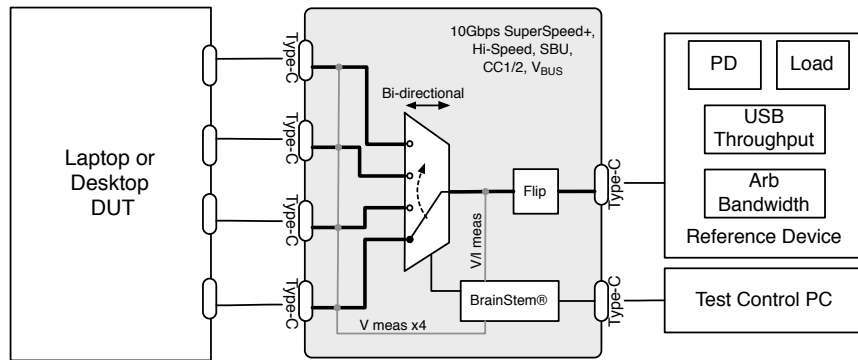 Laptop or
Desktop
DUT
Type-C
Type-C
Type-C
Type-C
10Gbps SuperSpeed+,
Hi-Speed, SBU,
CC1/2, VBUS
Bi-directional
Flip
V/I meas
BrainStem®
V meas x4
Type-C
Type-C
PD
Load
USB
Throughput
Arb
Bandwidth
Reference Device
Test Control PC